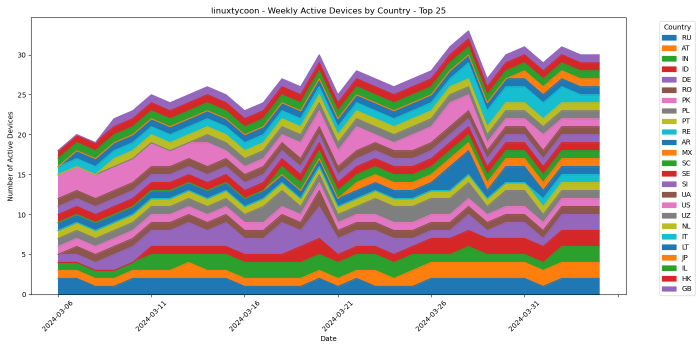 linuxtycoon - Weekly Active Devices by Country - Top 25
Number of Active Devices
30
25
20
15
10
5
0
2024-03-06
2024-03-11
2024-03-16
2024-03-21
2024-03-26
2024-03-31
Date
Country
RU
AT
IN
ID
DE
RO
PK
PL
PT
RE
AR
MX
SC
SE
SI
UA
US
UZ
NL
IT
LT
JP
IL
HK
GB